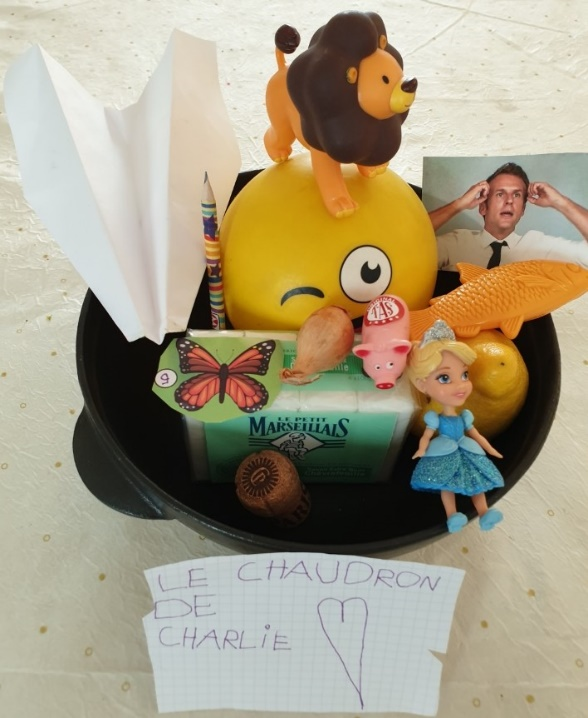 LE PETIT
MARSEILLAIS
LE CHAUDRON
DE
CHARLIE